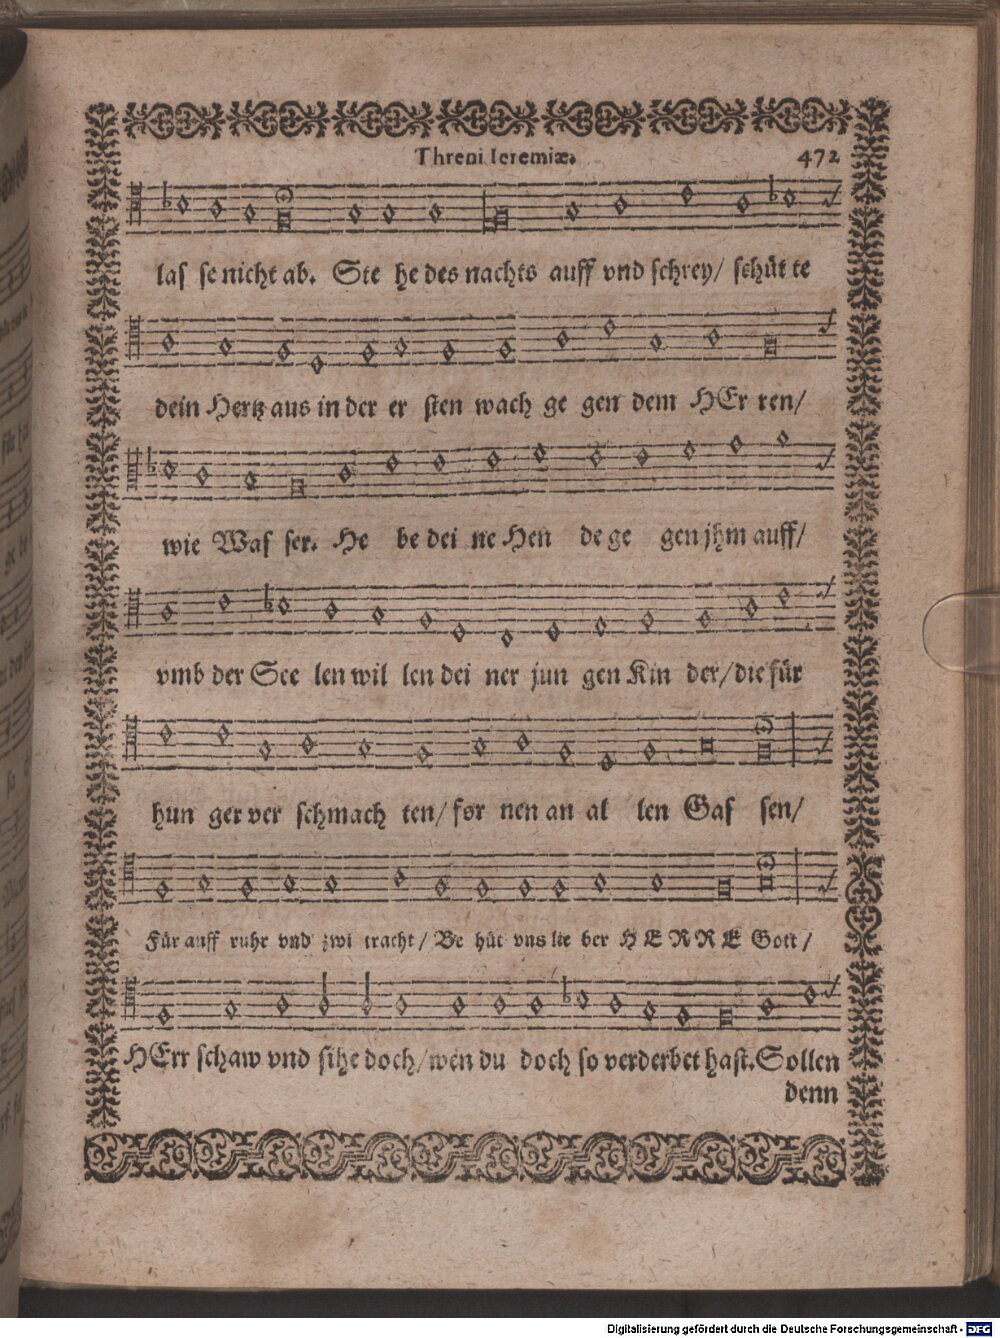 Threni Ieremiæ.
472
las se nicht ab. Ste he des nachts auff vnd schrey/ schüt te
dein Hertz aus in der er sten wach ge gen dem HEr ren/
wie Was ser. He be dei ne Hen de ge gen jhm auff/
vmb der See len wil len dei ner jun gen Kin der/ die für
hun ger ver schmach ten/ for nen an al len Gas sen/
Für auff ruhr vnd zwi tracht/ Be hüt vns lie ber HERRE Gott/
HErr schaw vnd sihe doch/ wen du doch so verderbet hast. Sollen
denn
Digitalisierung gefördert durch die Deutsche Forschungsgemeinschaft - DFG